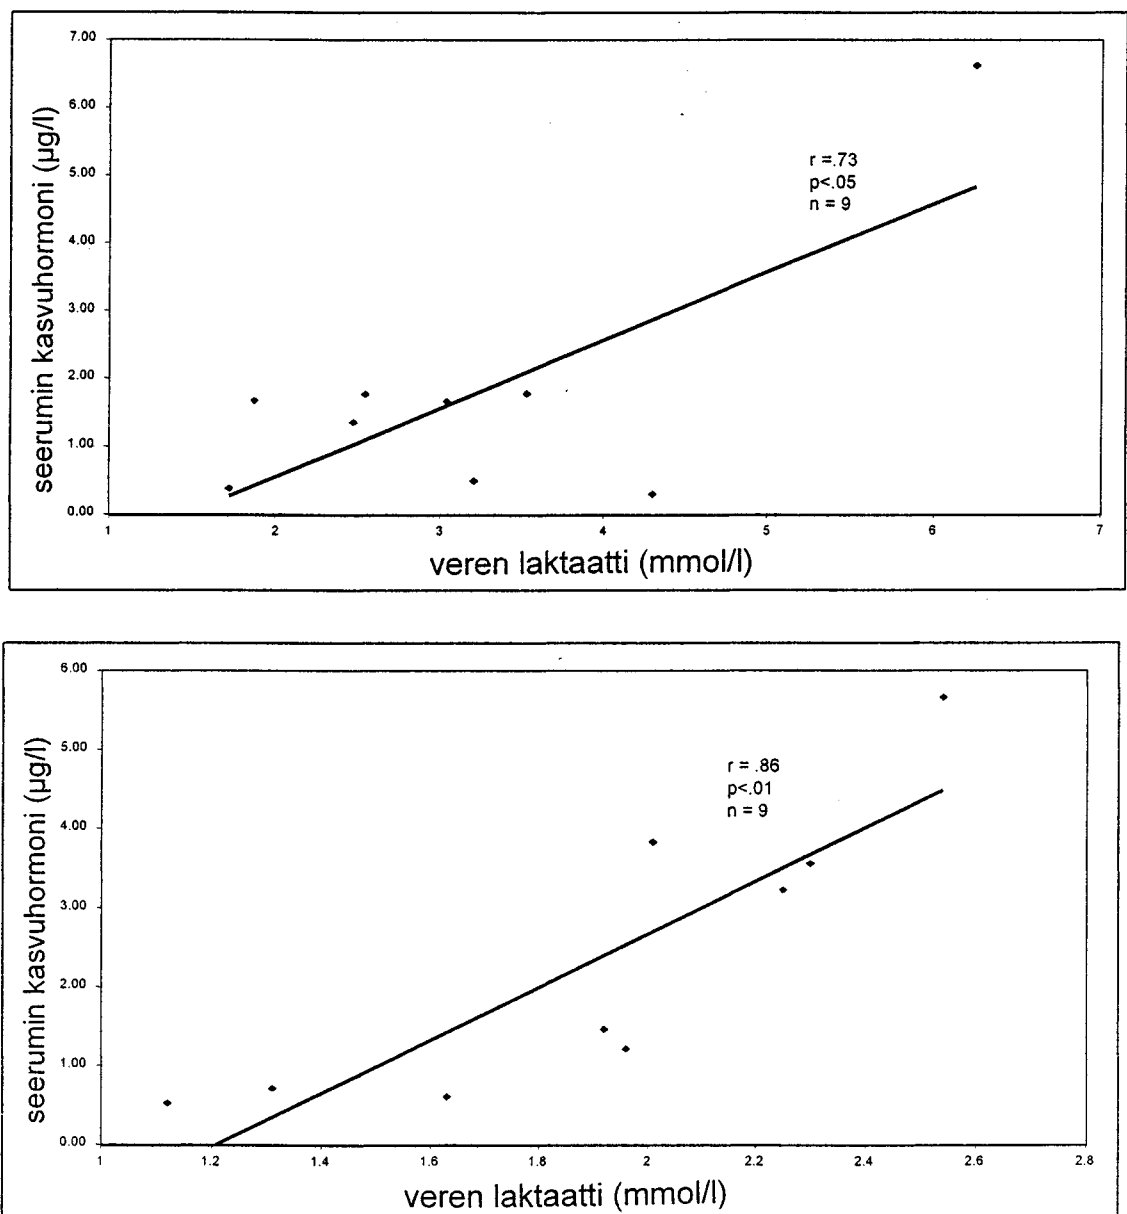 7.00
6.00
5.00
4.00
3.00
2.00
1.00
0.00
seerumin kasvuhormoni (µg/l)
r =.73
p<.05
n = 9
1 2 3 4 5 6 7
veren laktaatti (mmol/l)
6.00
5.00
4.00
3.00
2.00
1.00
0.00
seerumin kasvuhormoni (µg/l)
r = .86
p<.01
n = 9
1 1.2 1.4 1.6 1.8 2 2.2 2.4 2.6 2.8
veren laktaatti (mmol/l)